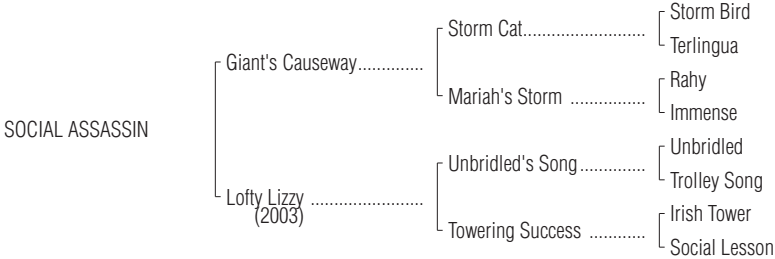 Storm Bird
Storm Cat.........................
Terlingua
Giant's Causeway..............
Rahy
Mariah's Storm ................
Immense
SOCIAL ASSASSIN
Unbridled
Unbridled's Song..............
Trolley Song
Lofty Lizzy ........................
(2003)
Irish Tower
Towering Success ............
Social Lesson